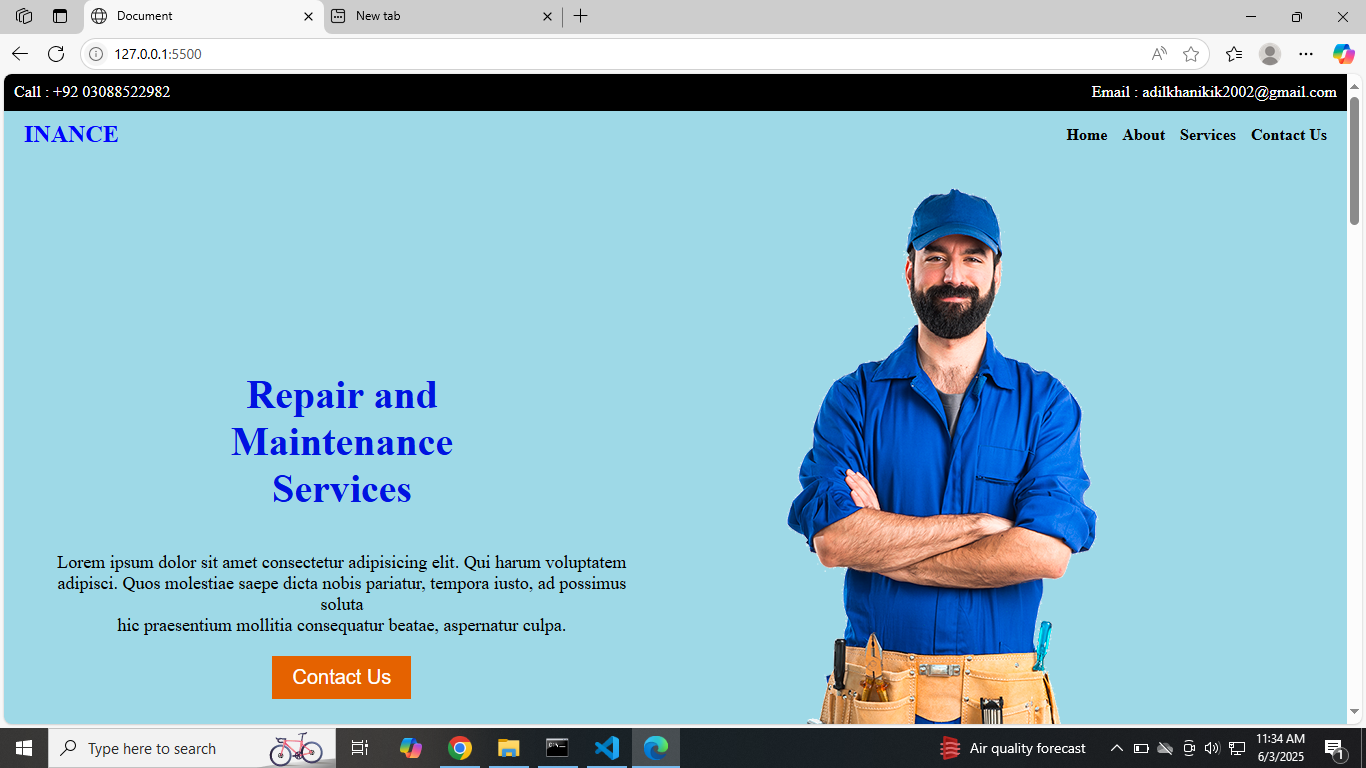 Document
New tab
127.0.0.1:5500
Call : +92 03088522982
Email : adilkhanikik2002@gmail.com
INANCE
Home About Services Contact Us
Repair and
Maintenance
Services
Lorem ipsum dolor sit amet consectetur adipisicing elit. Qui harum voluptatem
adipisci. Quos molestiae saepe dicta nobis pariatur, tempora iusto, ad possimus
soluta
hic praesentium mollitia consequatur beatae, aspernatur culpa.
Contact Us
Type here to search
Air quality forecast
11:34 AM
6/3/2025
1